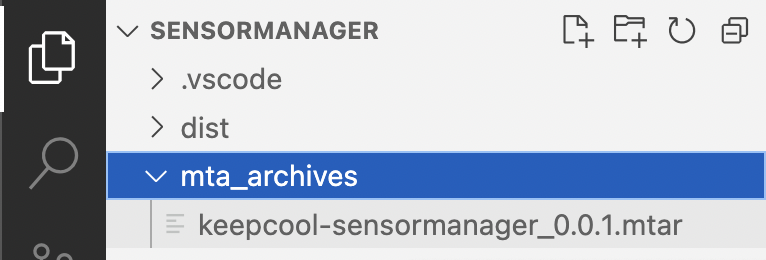 SENSORMANAGER
.vscode
dist
mta_archives
keepcool-sensormanager_0.0.1.mtar